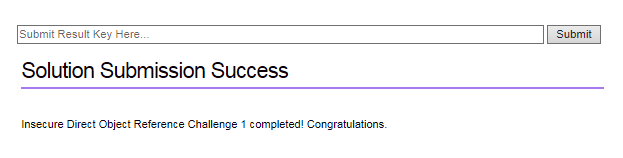 Submit Result Key Here... Submit
Solution Submission Success
Insecure Direct Object Reference Challenge 1 completed! Congratulations.